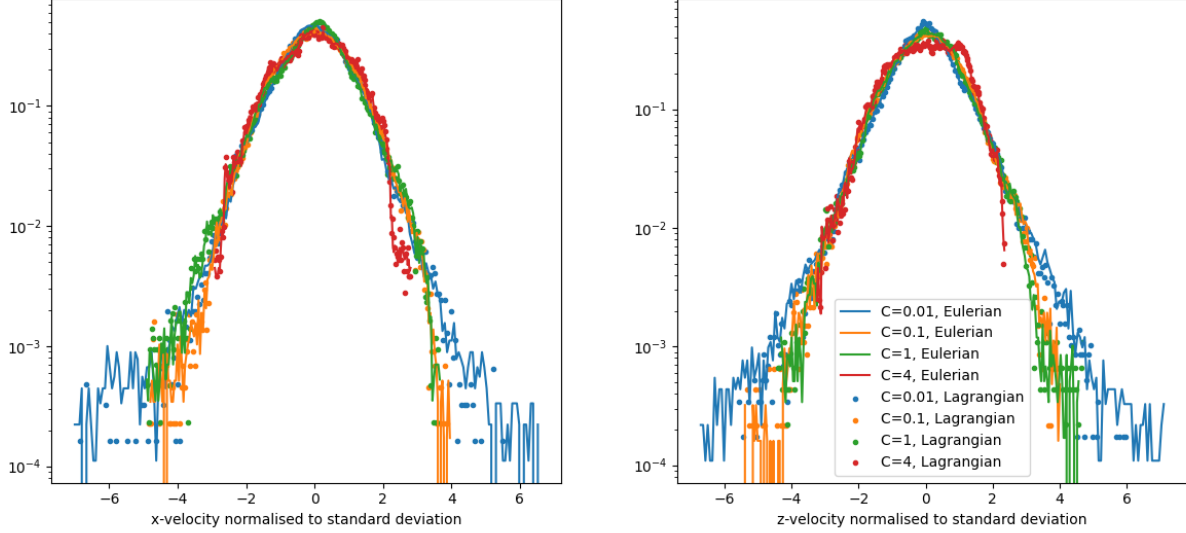 10⁻¹
10⁻²
10⁻³
10⁻⁴
−6 −4 −2 0 2 4 6
x-velocity normalised to standard deviation
10⁻¹
10⁻²
10⁻³
10⁻⁴
C=0.01, Eulerian
C=0.1, Eulerian
C=1, Eulerian
C=4, Eulerian
C=0.01, Lagrangian
C=0.1, Lagrangian
C=1, Lagrangian
C=4, Lagrangian
−6 −4 −2 0 2 4 6
z-velocity normalised to standard deviation